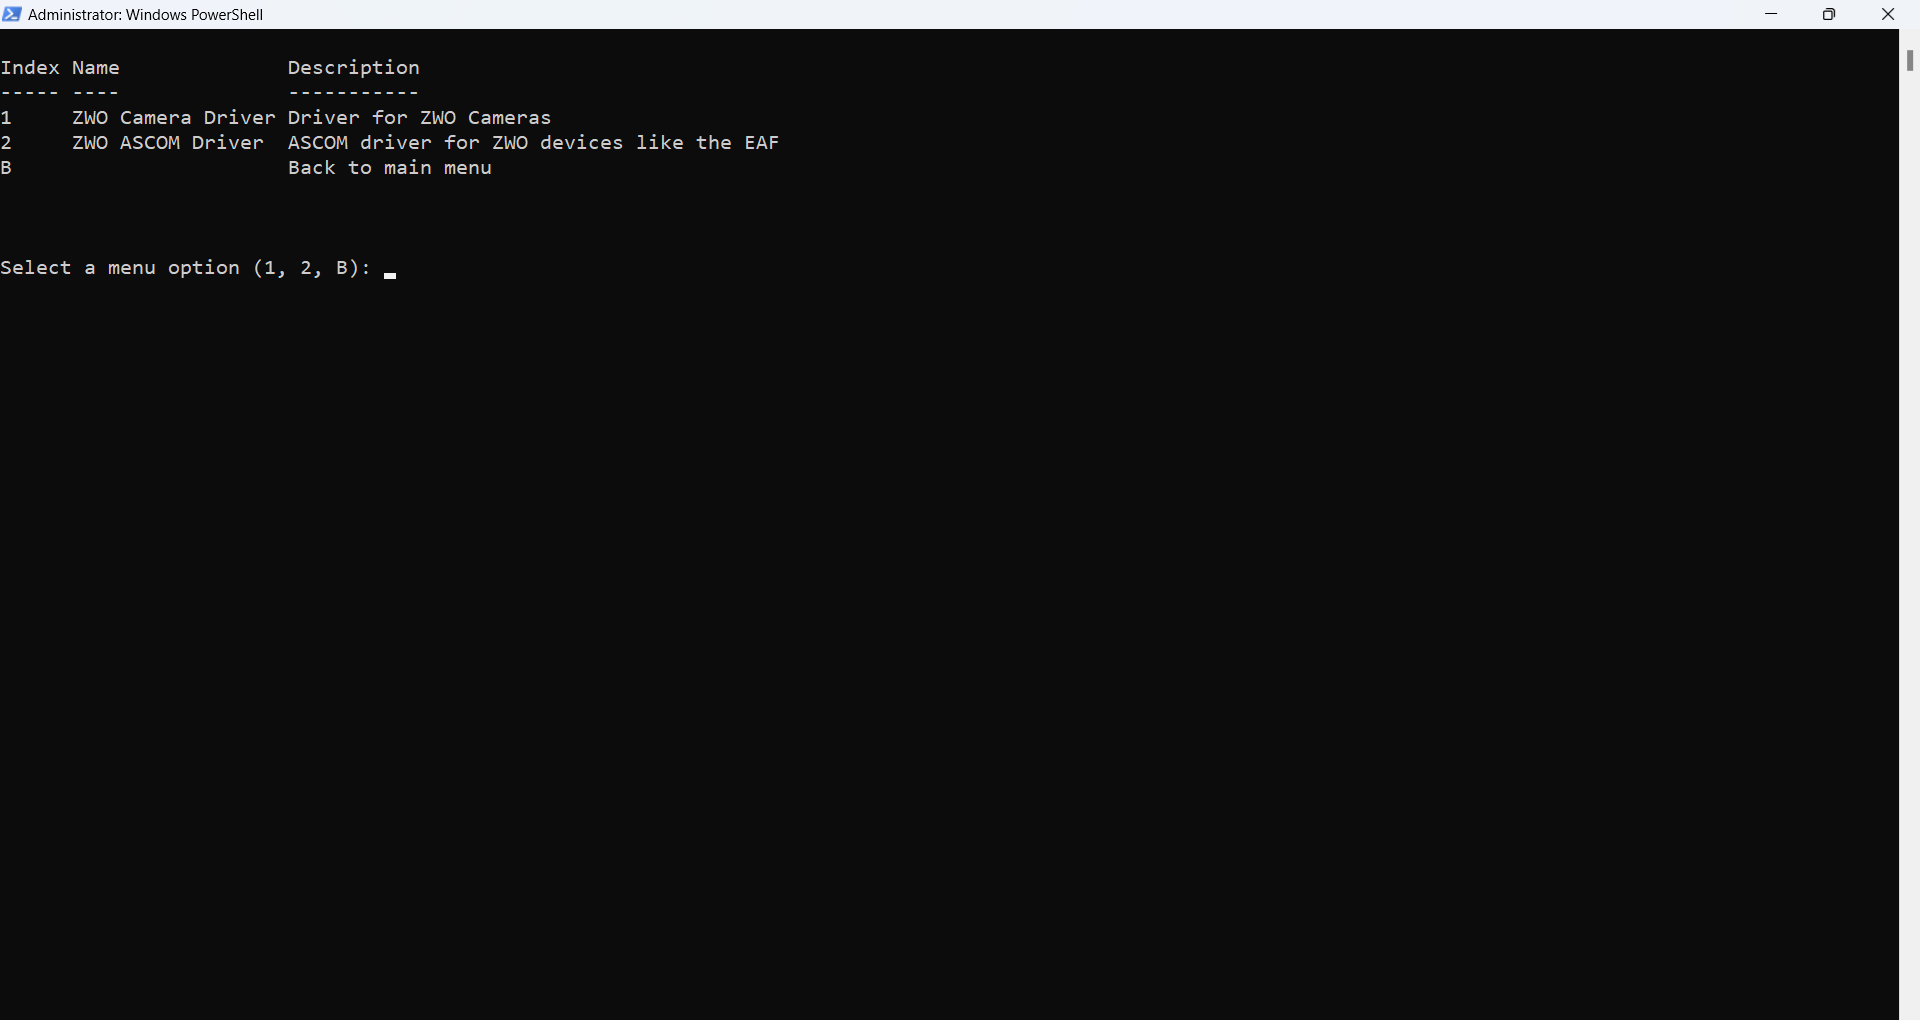 Administrator: Windows PowerShell
Index Name              Description
----- ----              -----------
1     ZWO Camera Driver Driver for ZWO Cameras
2     ZWO ASCOM Driver  ASCOM driver for ZWO devices like the EAF
B                       Back to main menu
Select a menu option (1, 2, B):